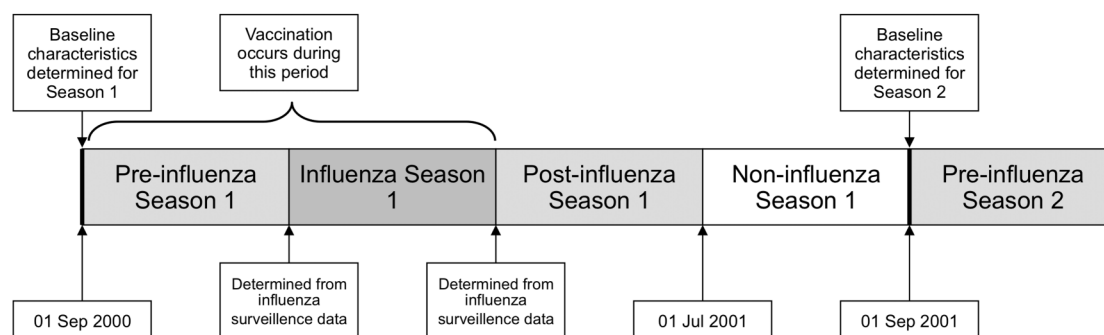 Baseline
characteristics
determined for
Season 1
Vaccination
occurs during
this period
Baseline
characteristics
determined for
Season 2
Pre-influenza
Season 1
Influenza Season
1
Post-influenza
Season 1
Non-influenza
Season 1
Pre-influenza
Season 2
01 Sep 2000
Determined from
influenza
surveillence data
Determined from
influenza
surveillence data
01 Jul 2001
01 Sep 2001